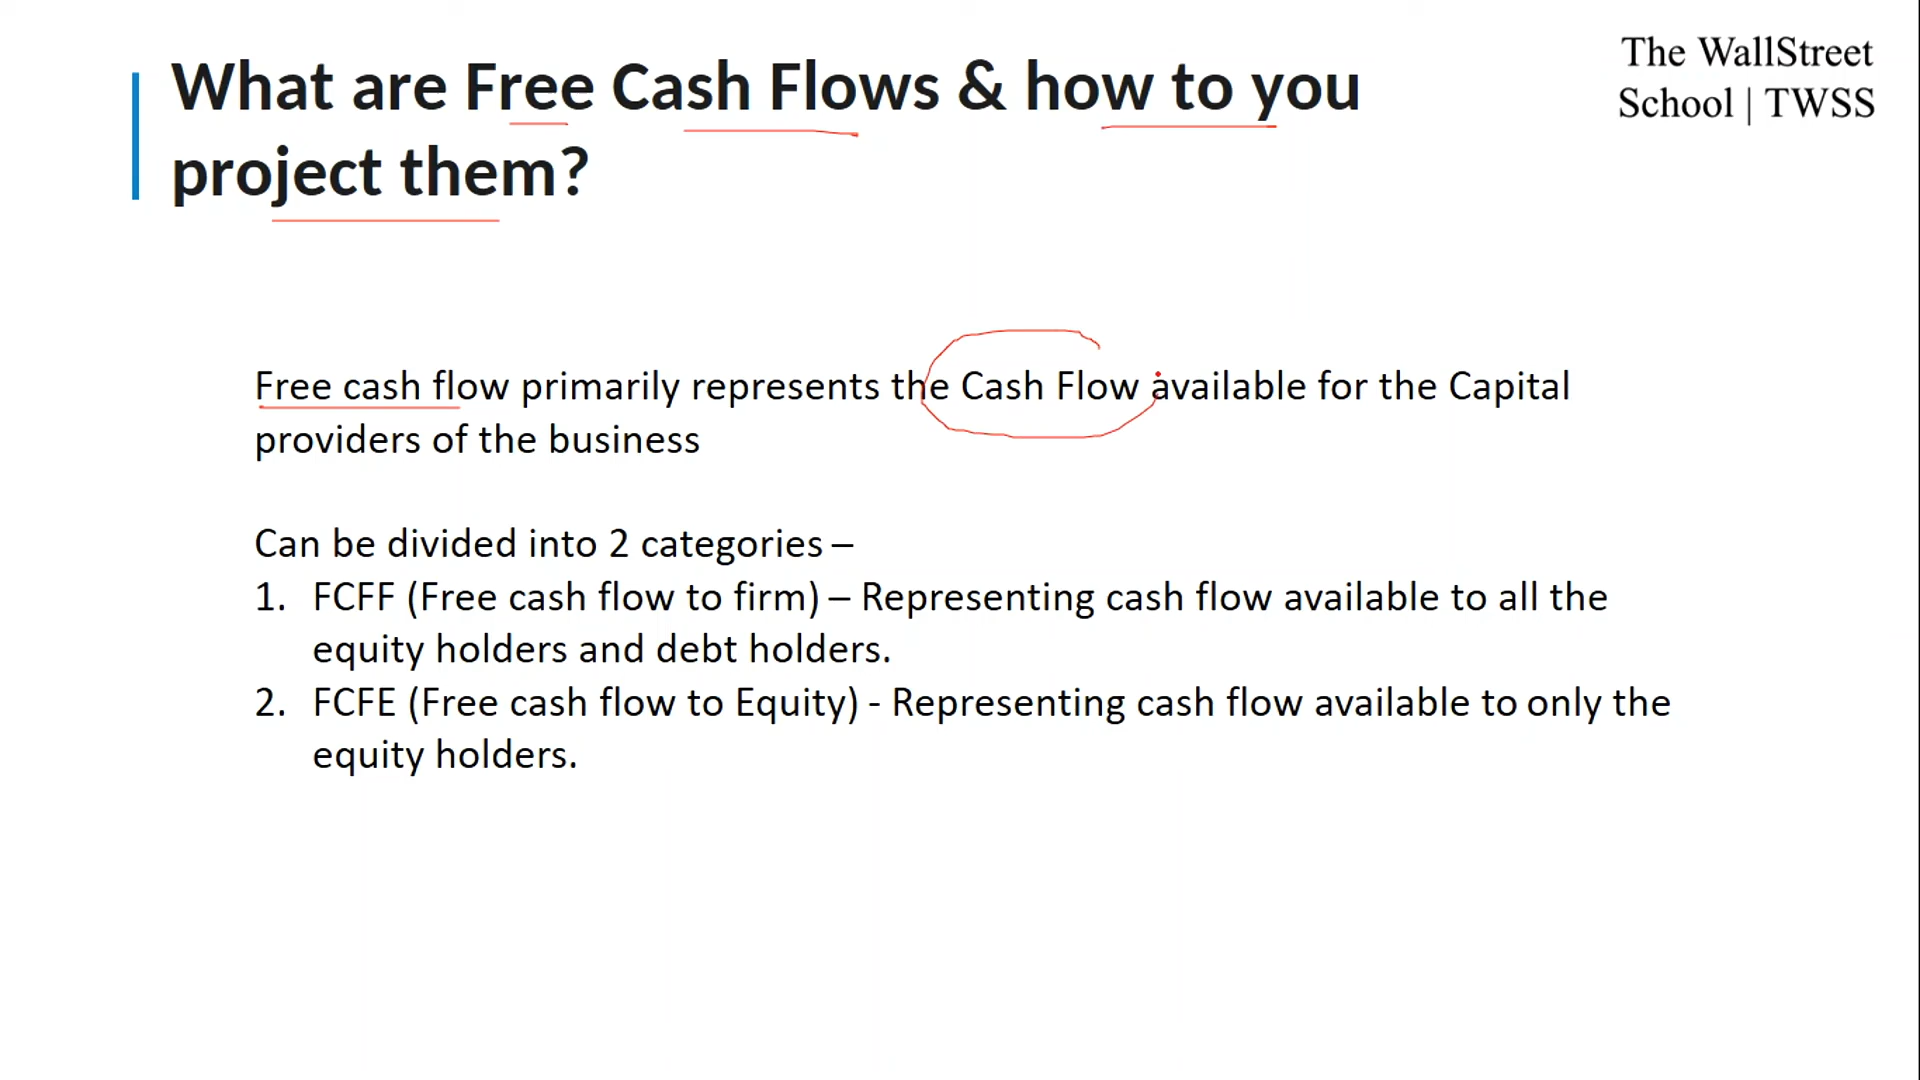 What are Free Cash Flows & how to you
project them?
The WallStreet
School | TWSS
Free cash flow primarily represents the Cash Flow available for the Capital
providers of the business
Can be divided into 2 categories –
1. FCFF (Free cash flow to firm) – Representing cash flow available to all the
equity holders and debt holders.
2. FCFE (Free cash flow to Equity) - Representing cash flow available to only the
equity holders.